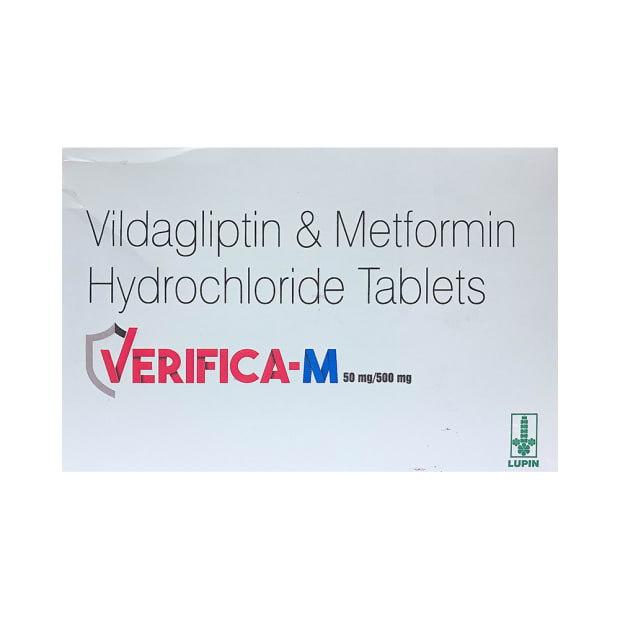 Vildagliptin & Metformin
Hydrochloride Tablets
VERIFICA-M 50 mg/500 mg
LUPIN